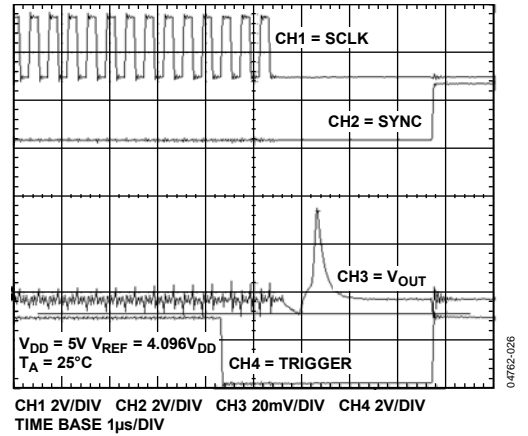 CH1 = SCLK
CH2 = SYNC
CH3 = VOUT
VDD = 5V VREF = 4.096VDD
TA = 25°C
CH4 = TRIGGER
CH1 2V/DIV CH2 2V/DIV CH3 20mV/DIV CH4 2V/DIV
TIME BASE 1µs/DIV
04762-026